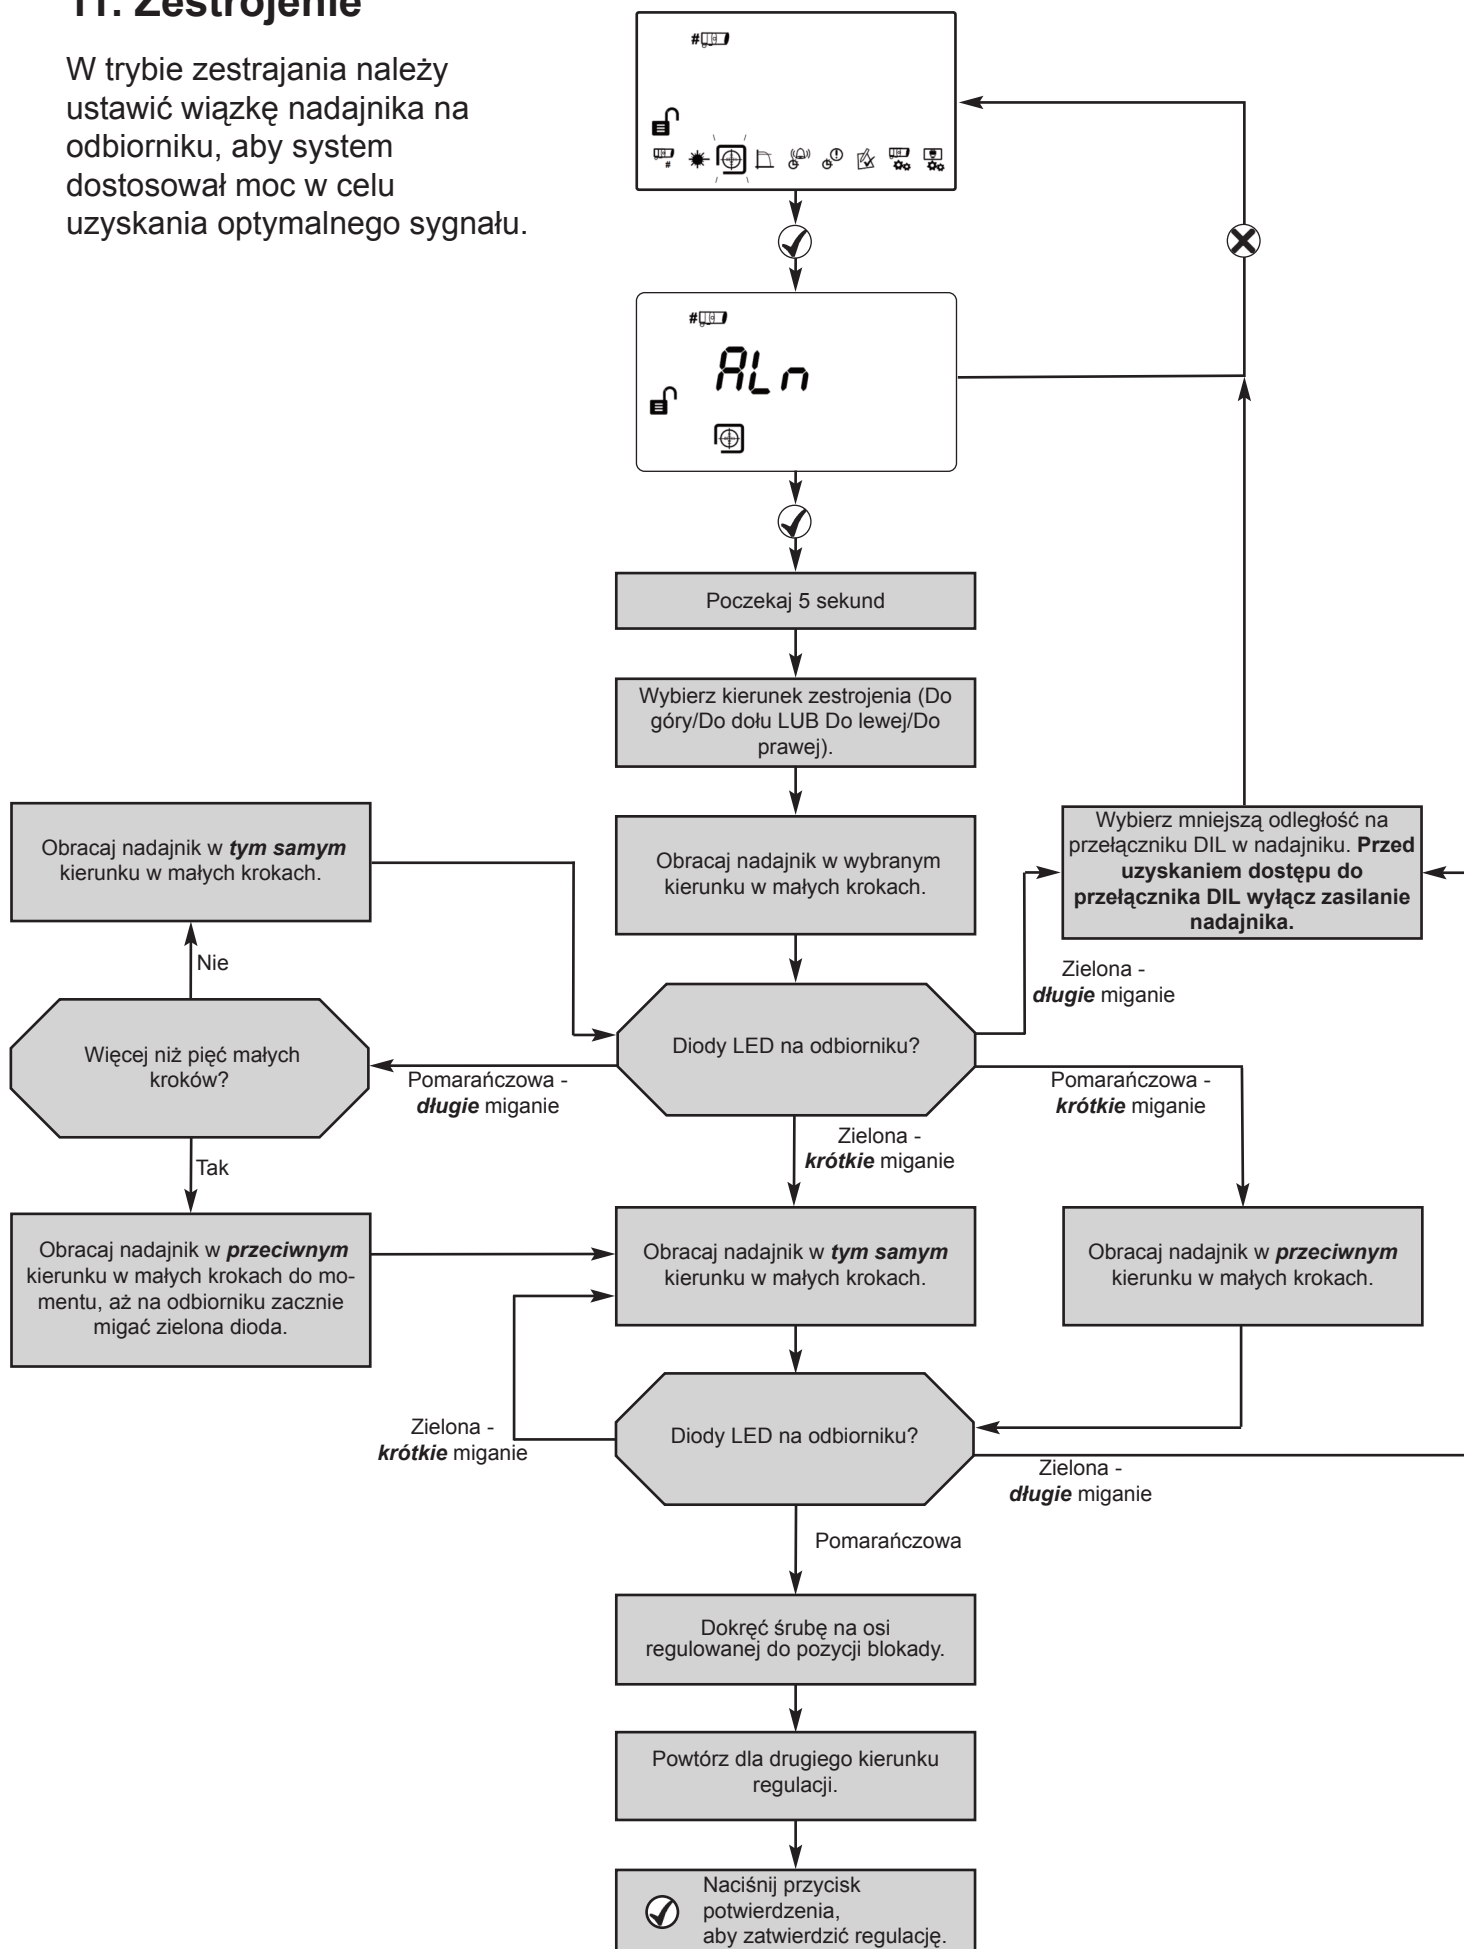 11. Zestrojenie
W trybie zestrajania należy
ustawić wiązkę nadajnika na
odbiorniku, aby system
dostosował moc w celu
uzyskania optymalnego sygnału.
#
#
#
ALn
Poczekaj 5 sekund
Wybierz kierunek zestrojenia (Do
góry/Do dołu LUB Do lewej/Do
prawej).
Obracaj nadajnik w tym samym
kierunku w małych krokach.
Obracaj nadajnik w wybranym
kierunku w małych krokach.
Wybierz mniejszą odległość na
przełączniku DIL w nadajniku. Przed
uzyskaniem dostępu do
przełącznika DIL wyłącz zasilanie
nadajnika.
Nie
Zielona -
długie miganie
Więcej niż pięć małych
kroków?
Diody LED na odbiorniku?
Pomarańczowa -
długie miganie
Pomarańczowa -
krótkie miganie
Zielona -
krótkie miganie
Tak
Obracaj nadajnik w przeciwnym
kierunku w małych krokach do mo-
mentu, aż na odbiorniku zacznie
migać zielona dioda.
Obracaj nadajnik w tym samym
kierunku w małych krokach.
Obracaj nadajnik w przeciwnym
kierunku w małych krokach.
Zielona -
krótkie miganie
Diody LED na odbiorniku?
Zielona -
długie miganie
Pomarańczowa
Dokręć śrubę na osi
regulowanej do pozycji blokady.
Powtórz dla drugiego kierunku
regulacji.
Naciśnij przycisk
potwierdzenia,
aby zatwierdzić regulację.